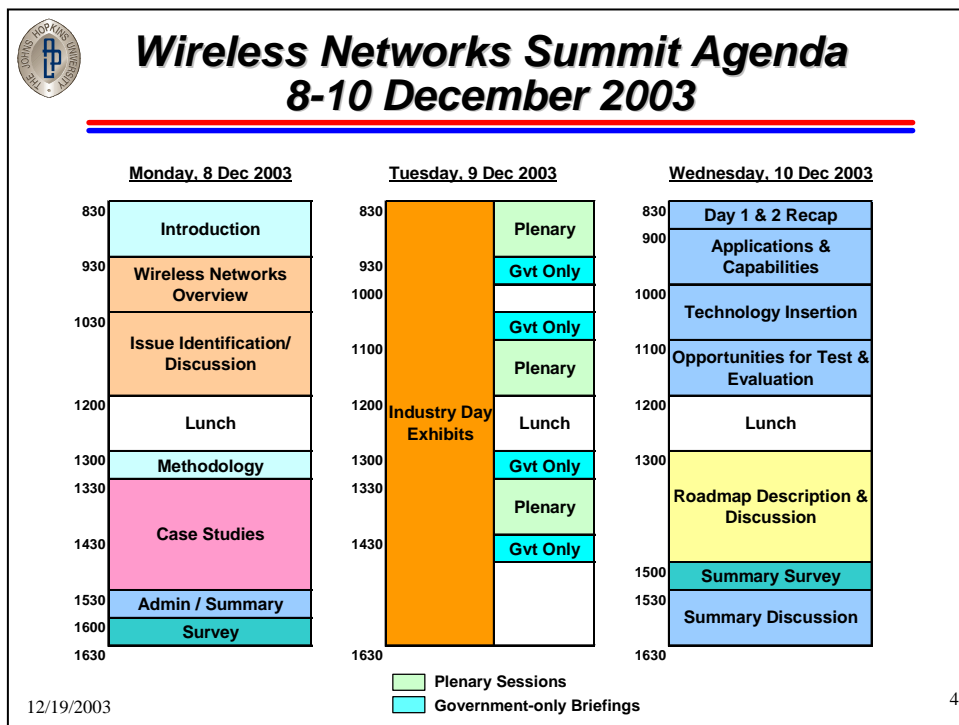 THE JOHNS HOPKINS UNIVERSITY
APL
Wireless Networks Summit Agenda
8-10 December 2003
Monday, 8 Dec 2003
830
Introduction
930
Wireless Networks
Overview
1030
Issue Identification/
Discussion
1200
Lunch
1300
Methodology
1330
Case Studies
1430
1530
Admin / Summary
1600
Survey
1630
Tuesday, 9 Dec 2003
830
Plenary
930
Gvt Only
1000
Gvt Only
1100
Plenary
1200
Industry Day
Exhibits
Lunch
1300
Gvt Only
1330
Plenary
1430
Gvt Only
1630
Wednesday, 10 Dec 2003
830
Day 1 & 2 Recap
900
Applications &
Capabilities
1000
Technology Insertion
1100
Opportunities for Test &
Evaluation
1200
Lunch
1300
Roadmap Description &
Discussion
1500
Summary Survey
1530
Summary Discussion
1630
Plenary Sessions
Government-only Briefings
12/19/2003
4